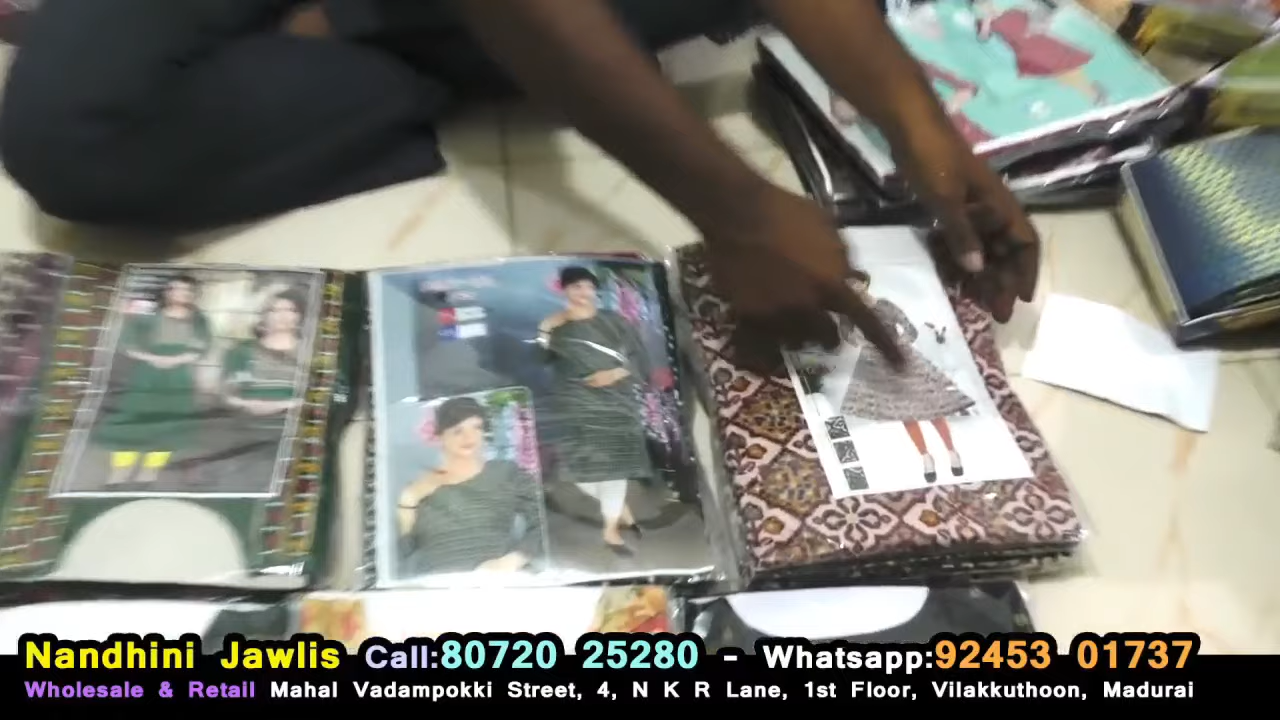 Nandhini Jawlis Call:80720 25280 - Whatsapp:92453 01737
Wholesale & Retail Mahal Vadampokki Street, 4, N K R Lane, 1st Floor, Vilakkuthoon, Madurai